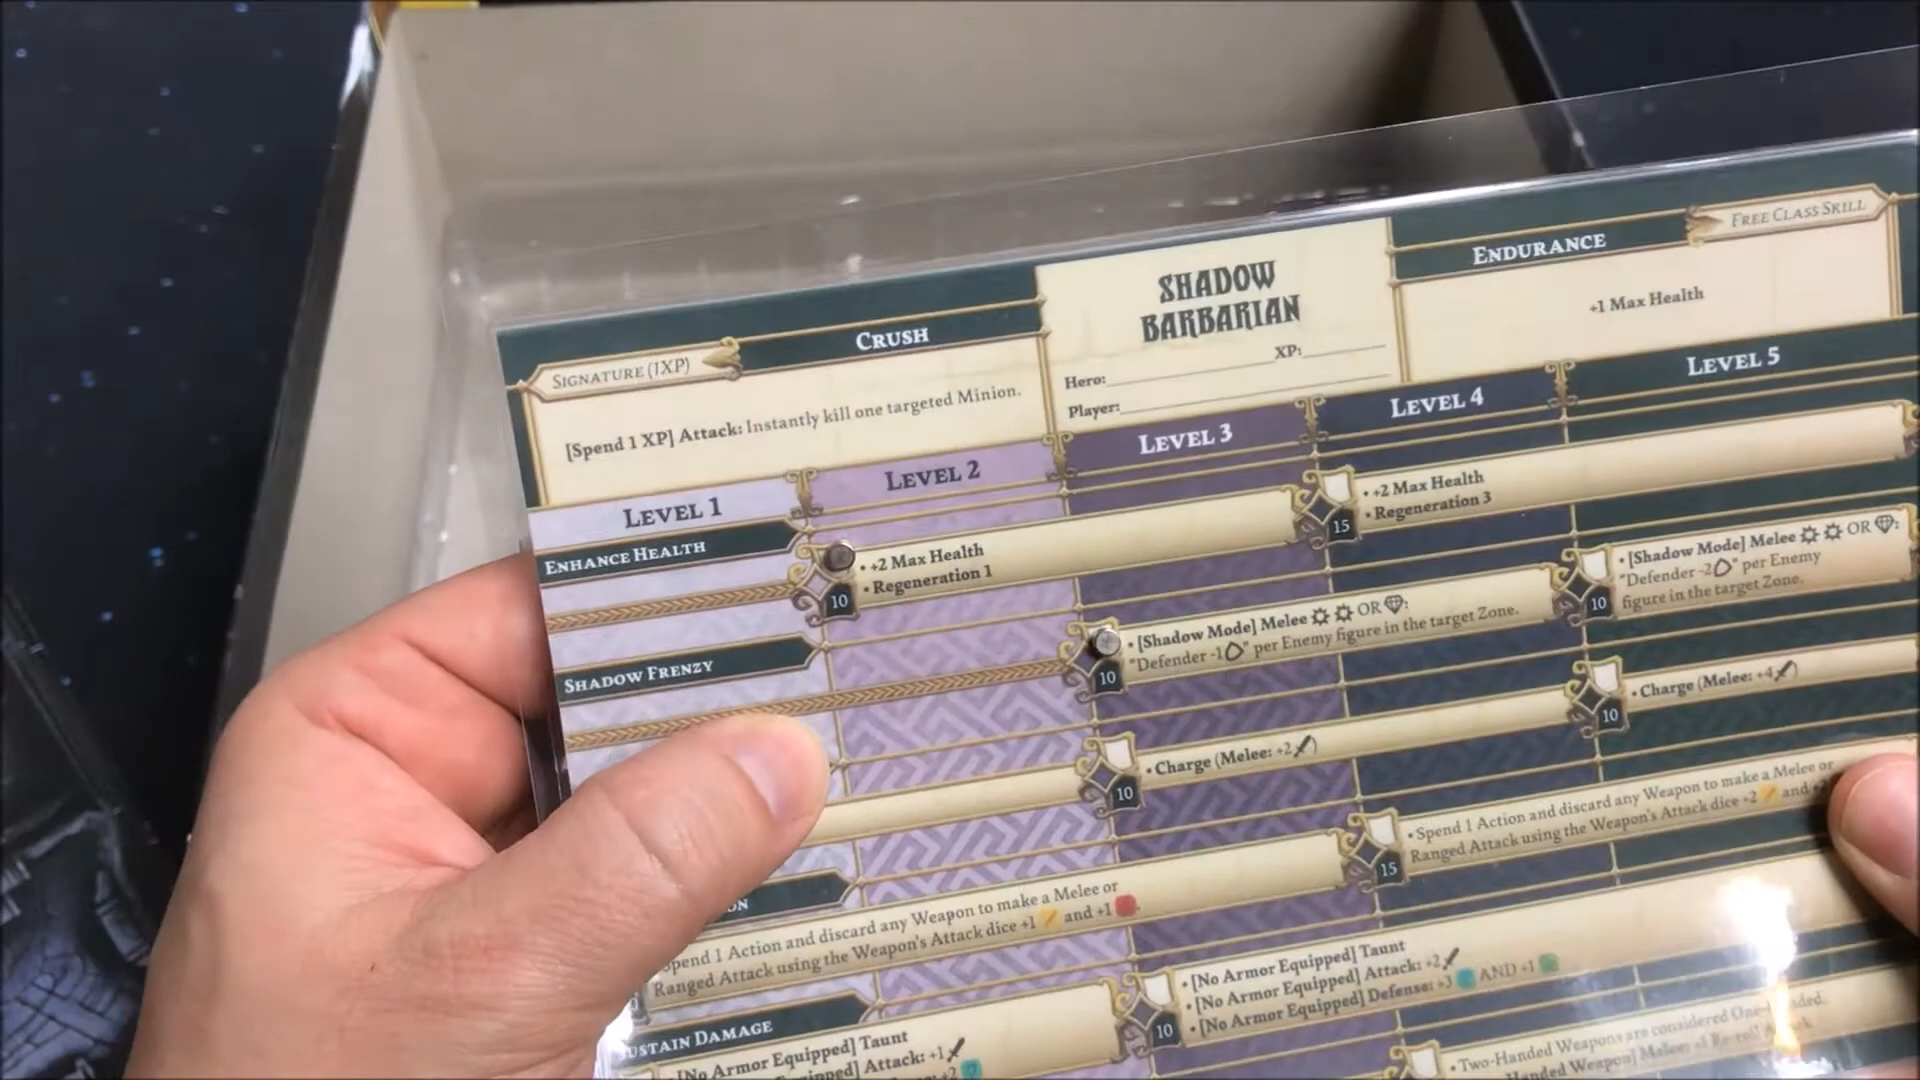 SIGNATURE (1XP)
CRUSH
[Spend 1 XP] Attack: Instantly kill one targeted Minion.
SHADOW
BARBARIAN
Hero:
XP:
Player:
ENDURANCE
FREE CLASS SKILL
+1 Max Health
LEVEL 1
LEVEL 2
LEVEL 3
LEVEL 4
LEVEL 5
ENHANCE HEALTH
10
• +2 Max Health
• Regeneration 1
15
• +2 Max Health
• Regeneration 3
SHADOW FRENZY
10
• [Shadow Mode] Melee OR :
"Defender -1 " per Enemy figure in the target Zone.
10
• [Shadow Mode] Melee OR :
"Defender -2 " per Enemy
figure in the target Zone.
10
• Charge (Melee: +2 )
10
• Charge (Melee: +4 )
ON
Spend 1 Action and discard any Weapon to make a Melee or
Ranged Attack using the Weapon's Attack dice +1 and +1 .
15
• Spend 1 Action and discard any Weapon to make a Melee or
Ranged Attack using the Weapon's Attack dice +2 and
USTAIN DAMAGE
[No Armor Equipped] Taunt
Equipped] Attack: +1
+2
10
• [No Armor Equipped] Taunt
• [No Armor Equipped] Attack: +2
• [No Armor Equipped] Defense: +3 AND +1
• Two-Handed Weapons are considered One-
Handed Weapon] Melee: +1 Re-roll